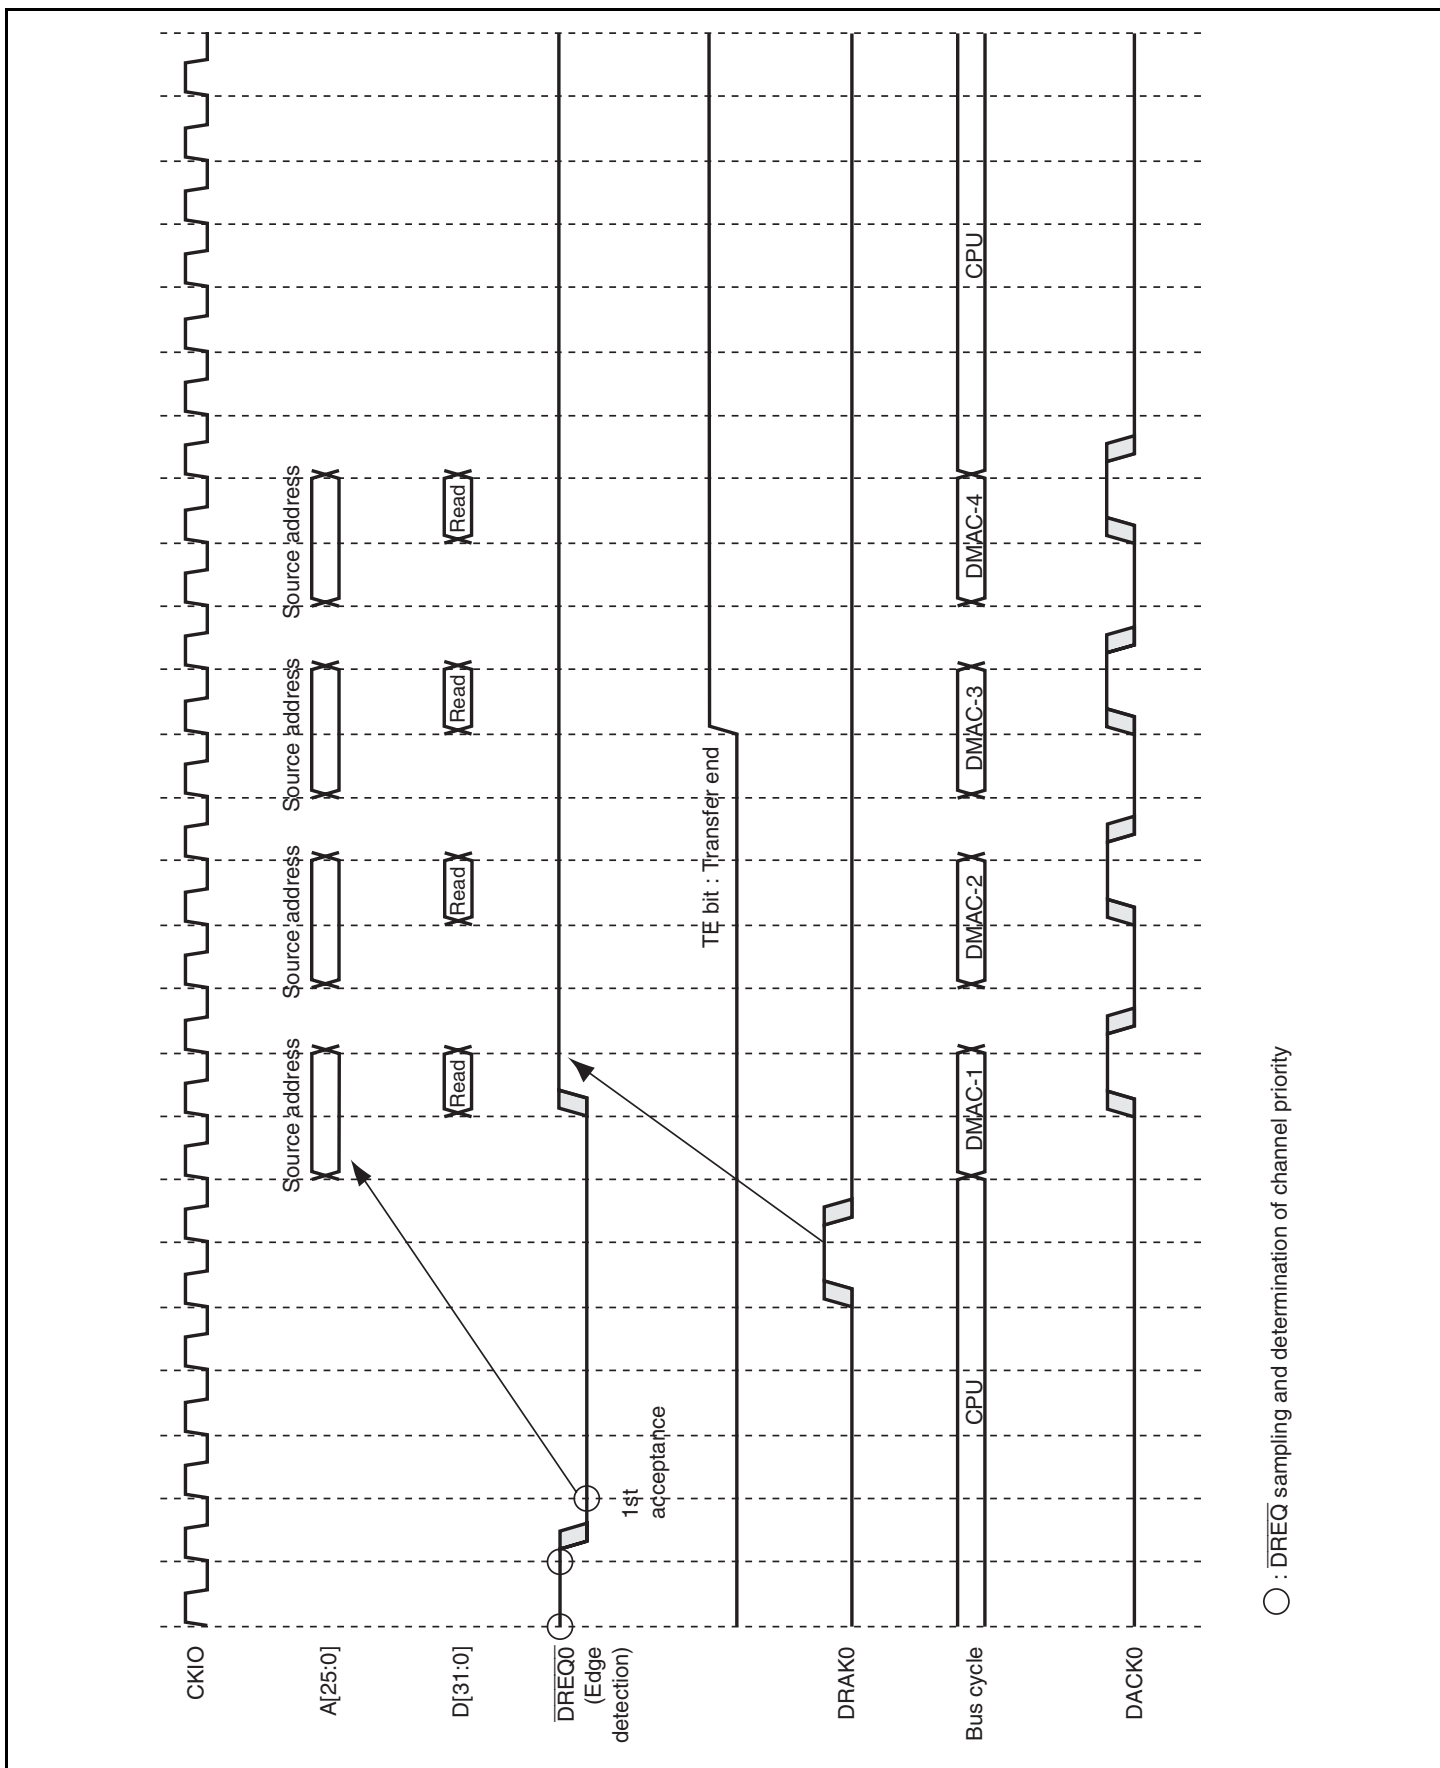 CKIO
A[25:0]
Source address
Source address
Source address
Source address
D[31:0]
Read
Read
Read
Read
DREQ0
(Edge
detection)
1st
acceptance
TE bit : Transfer end
DRAK0
Bus cycle
CPU
DMAC-1
DMAC-2
DMAC-3
DMAC-4
CPU
DACK0
: DREQ sampling and determination of channel priority